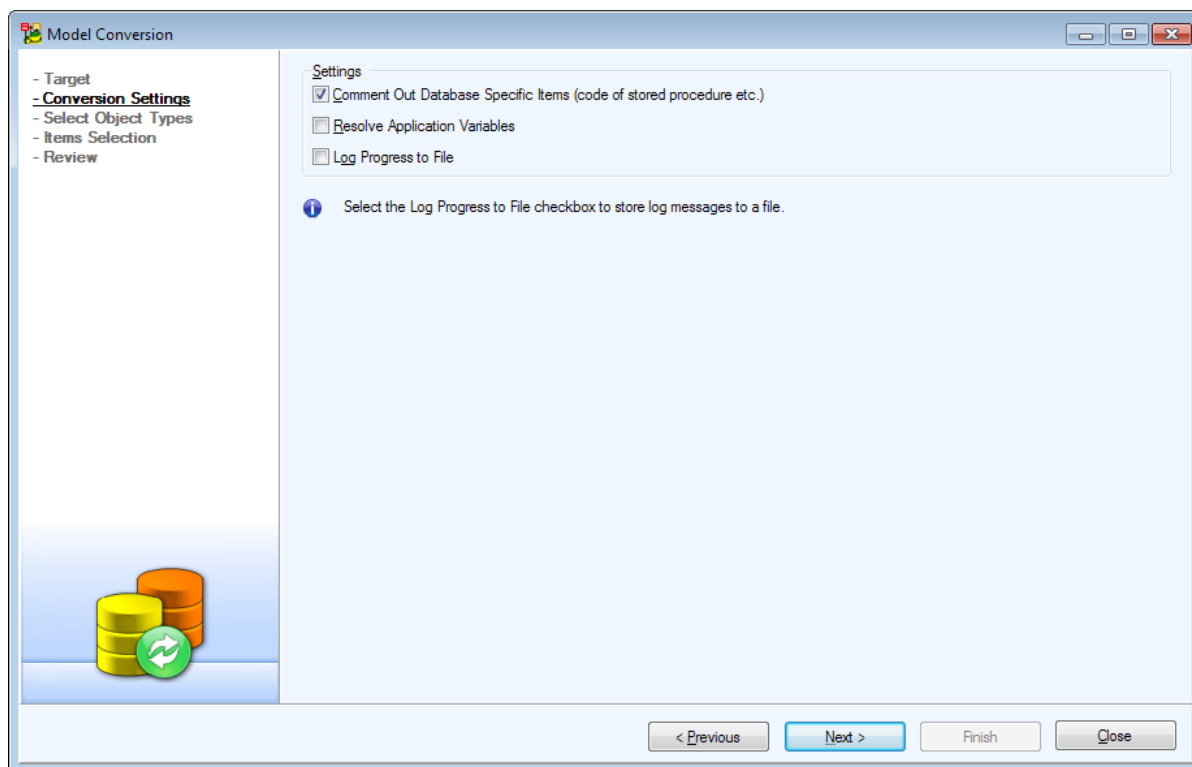 Model Conversion
- Target
- Conversion Settings
- Select Object Types
- Items Selection
- Review
Settings
Comment Out Database Specific Items (code of stored procedure etc.)
Resolve Application Variables
Log Progress to File
Select the Log Progress to File checkbox to store log messages to a file.
< Previous
Next >
Finish
Close